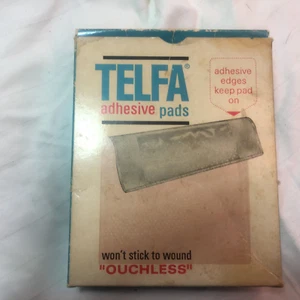 TELFA®
adhesive pads
adhesive
edges
keep pad
on
won't stick to wound
"OUCHLESS"